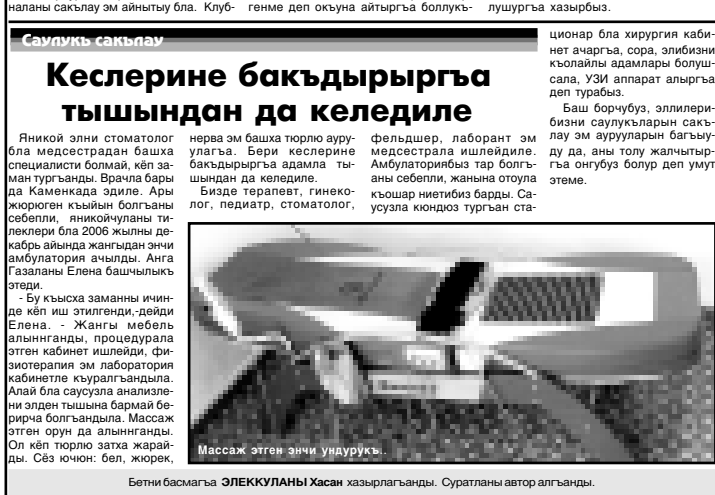 наланы сакълау эм айнытыу бла. Клуб-
генме деп окъуна айтыргъа боллукъ-
лушургъа хазырбыз.
Саулукъ сакълау
Кеслерине бакъдырыргъа
тышындан да келедиле
Яникой элни стоматолог
бла медсестрадан башха
специалисти болмай, кёп за-
ман тургъанды. Врачла бары
да Каменкада эдиле. Ары
жюрюген къыйын болгъаны
себепли, яникойчуланы ти-
леклери бла 2006 жылны де-
кабрь айында жангыдан энчи
амбулатория ачылды. Анга
Газаланы Елена башчылыкъ
этеди.
- Бу къысха заманны ичин-
де кёп иш этилгенди,-дейди
Елена. - Жангы мебель
алыннганды, процедурала
этген кабинет ишлейди, фи-
зиотерапия эм лаборатория
кабинетле къуралгъандыла.
Алай бла саусузла анализле-
ни элден тышына бармай бе-
рирча болгъандыла. Массаж
этген орун да алыннганды.
Ол кёп тюрлю затха жарай-
ды. Сёз ючюн: бел, жюрек,
нерва эм башха тюрлю ауру-
улагъа. Бери кеслерине
бакъдырыргъа адамла ты-
шындан да келедиле.
Бизде терапевт, гинеко-
лог, педиатр, стоматолог,
фельдшер, лаборант эм
медсестрала ишлейдиле.
Амбулаториябыз тар болгъ-
аны себепли, жанына отоула
къошар ниетибиз барды. Са-
усузла кюндюз тургъан ста-
ционар бла хирургия каби-
нет ачаргъа, сора, элибизни
къолайлы адамлары болуш-
сала, УЗИ аппарат алыргъа
деп турабыз.
Баш борчубуз, эллилери-
бизни саулукъларын сакъ-
лау эм аурууларын багъыу-
ду да, аны толу жалчытыр-
гъа онгубуз болур деп умут
этеме.
Массаж этген энчи ундурукъ..
Бетни басмагъа ЭЛЕККУЛАНЫ Хасан хазырлагъанды. Суратланы автор алгъанды.